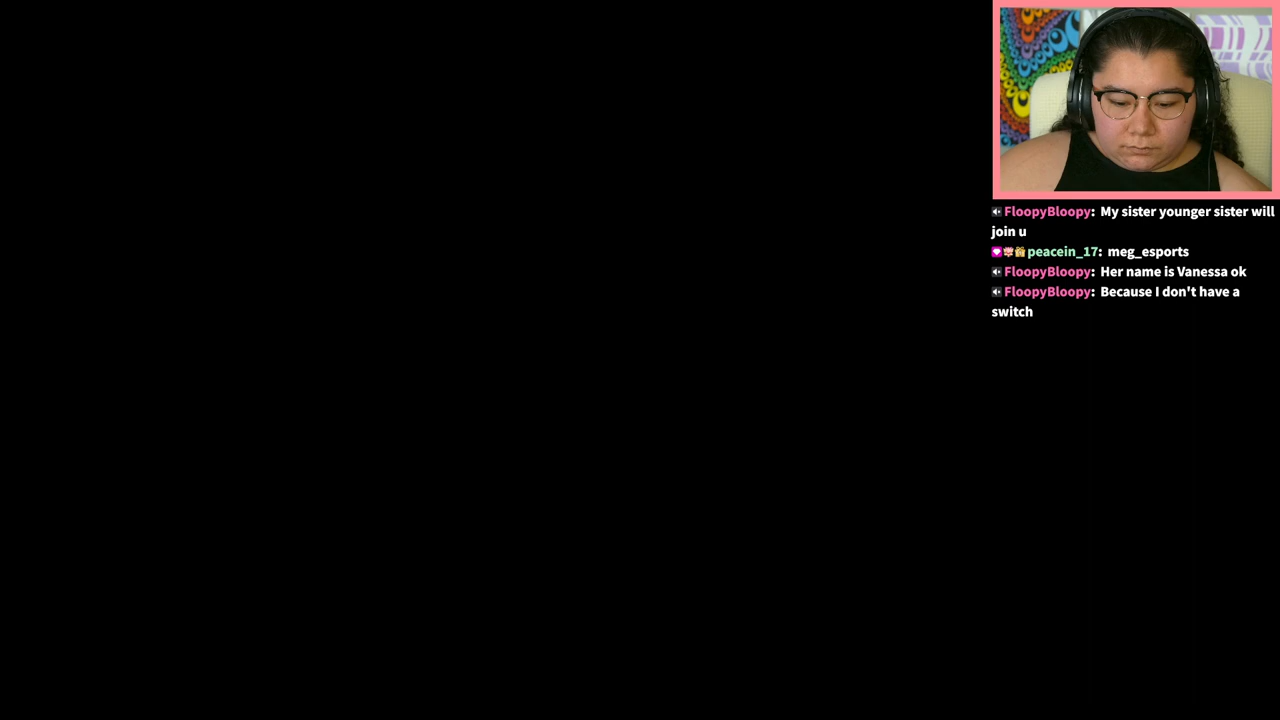 FloopyBloopy: My sister younger sister will
join u
peacein_17: meg_esports
FloopyBloopy: Her name is Vanessa ok
FloopyBloopy: Because I don't have a
switch